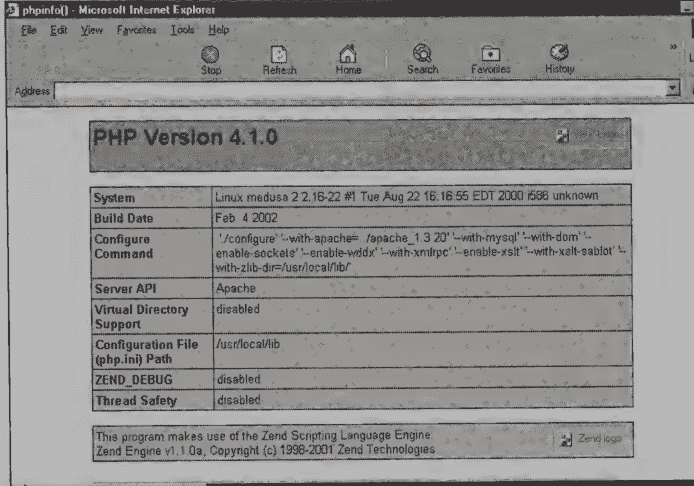 phpinfo() - Microsoft Internet Explorer
File Edit View Favorites Tools Help
Stop Refresh Home Search Favorites History »
Address
PHP Version 4.1.0
System Linux medusa 2 2.16-22 #1 Tue Aug 22 16:16:55 EDT 2000 i586 unknown
Build Date Feb 4 2002
Configure './configure' '--with-apache=../apache_1.3 20' '--with-mysql' '--with-dom' '--
Command enable-sockets' '--enable-wddx' '--with-xmlrpc' '--enable-xslt' '--with-xslt-sablot' '--
with-zlib-dir=/usr/local/lib/'
Server API Apache
Virtual Directory disabled
Support
Configuration File /usr/local/lib
(php.ini) Path
ZEND_DEBUG disabled
Thread Safety disabled
This program makes use of the Zend Scripting Language Engine:
Zend Engine v1.1 0a, Copyright (c) 1998-2001 Zend Technologies
Zend logo